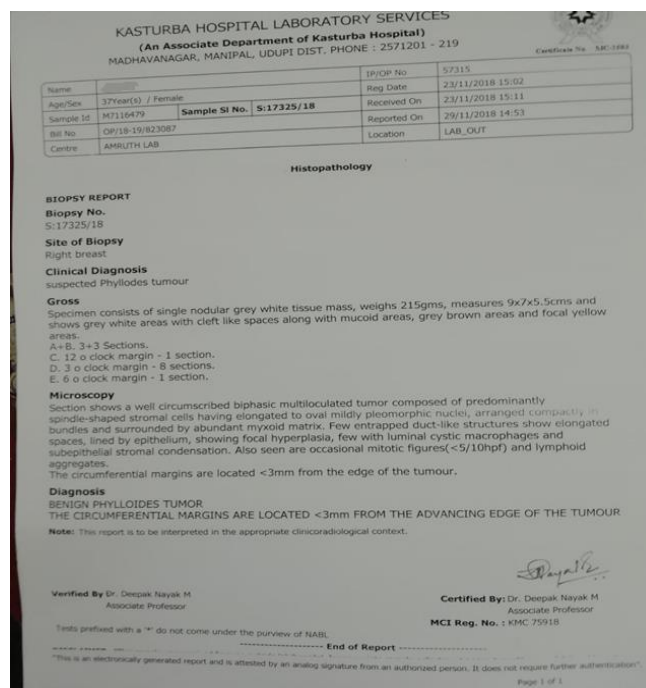 KASTURBA HOSPITAL LABORATORY SERVICES
(An Associate Department of Kasturba Hospital)
MADHAVANAGAR, MANIPAL, UDUPI DIST. PHONE : 2571201 - 219
Certificate No MC-
Name
IP/OP No 57315
Age/Sex 37Year(s) / Female
Reg Date 23/11/2018 15:02
Sample Id M7116479 Sample Sl No. S:17325/18
Received On 23/11/2018 15:11
Bill No OP/18-19/823087
Reported On 29/11/2018 14:53
Centre AMRUTH LAB
Location LAB_OUT
Histopathology
BIOPSY REPORT
Biopsy No.
S:17325/18
Site of Biopsy
Right breast
Clinical Diagnosis
suspected Phyllodes tumour
Gross
Specimen consists of single nodular grey white tissue mass, weighs 215gms, measures 9x7x5.5cms and
shows grey white areas with cleft like spaces along with mucoid areas, grey brown areas and focal yellow
areas.
A+B. 3+3 Sections.
C. 12 o clock margin - 1 section.
D. 3 o clock margin - 8 sections.
E. 6 o clock margin - 1 section.
Microscopy
Section shows a well circumscribed biphasic multiloculated tumor composed of predominantly
spindle-shaped stromal cells having elongated to oval mildly pleomorphic nuclei, arranged compactly in
bundles and surrounded by abundant myxoid matrix. Few entrapped duct-like structures show elongated
spaces, lined by epithelium, showing focal hyperplasia, few with luminal cystic macrophages and
subepithelial stromal condensation. Also seen are occasional mitotic figures(<5/10hpf) and lymphoid
aggregates.
The circumferential margins are located <3mm from the edge of the tumour.
Diagnosis
BENIGN PHYLLOIDES TUMOR
THE CIRCUMFERENTIAL MARGINS ARE LOCATED <3mm FROM THE ADVANCING EDGE OF THE TUMOUR
Note: This report is to be interpreted in the appropriate clinicoradiological context.
Verified By Dr. Deepak Nayak M
Associate Professor
Certified By: Dr. Deepak Nayak M
Associate Professor
MCI Reg. No. : KMC 75918
Tests prefixed with a '*' do not come under the purview of NABL
-------------------- End of Report --------------------
"This is an electronically generated report and is attested by an analog signature from an authorized person. It does not require further authentication".
Page 1 of 1